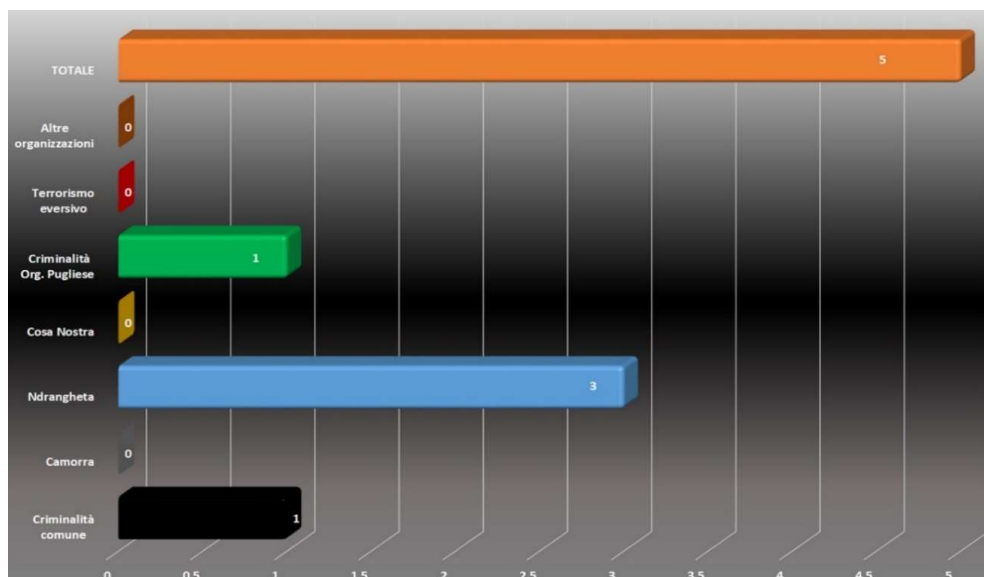 TOTALE
5
Altre
organizzazioni
0
Terrorismo
eversivo
0
Criminalità
Org. Pugliese
1
Cosa Nostra
0
Ndrangheta
3
Camorra
0
Criminalità
comune
1
0 0.5 1 1.5 2 2.5 3 3.5 4 4.5 5